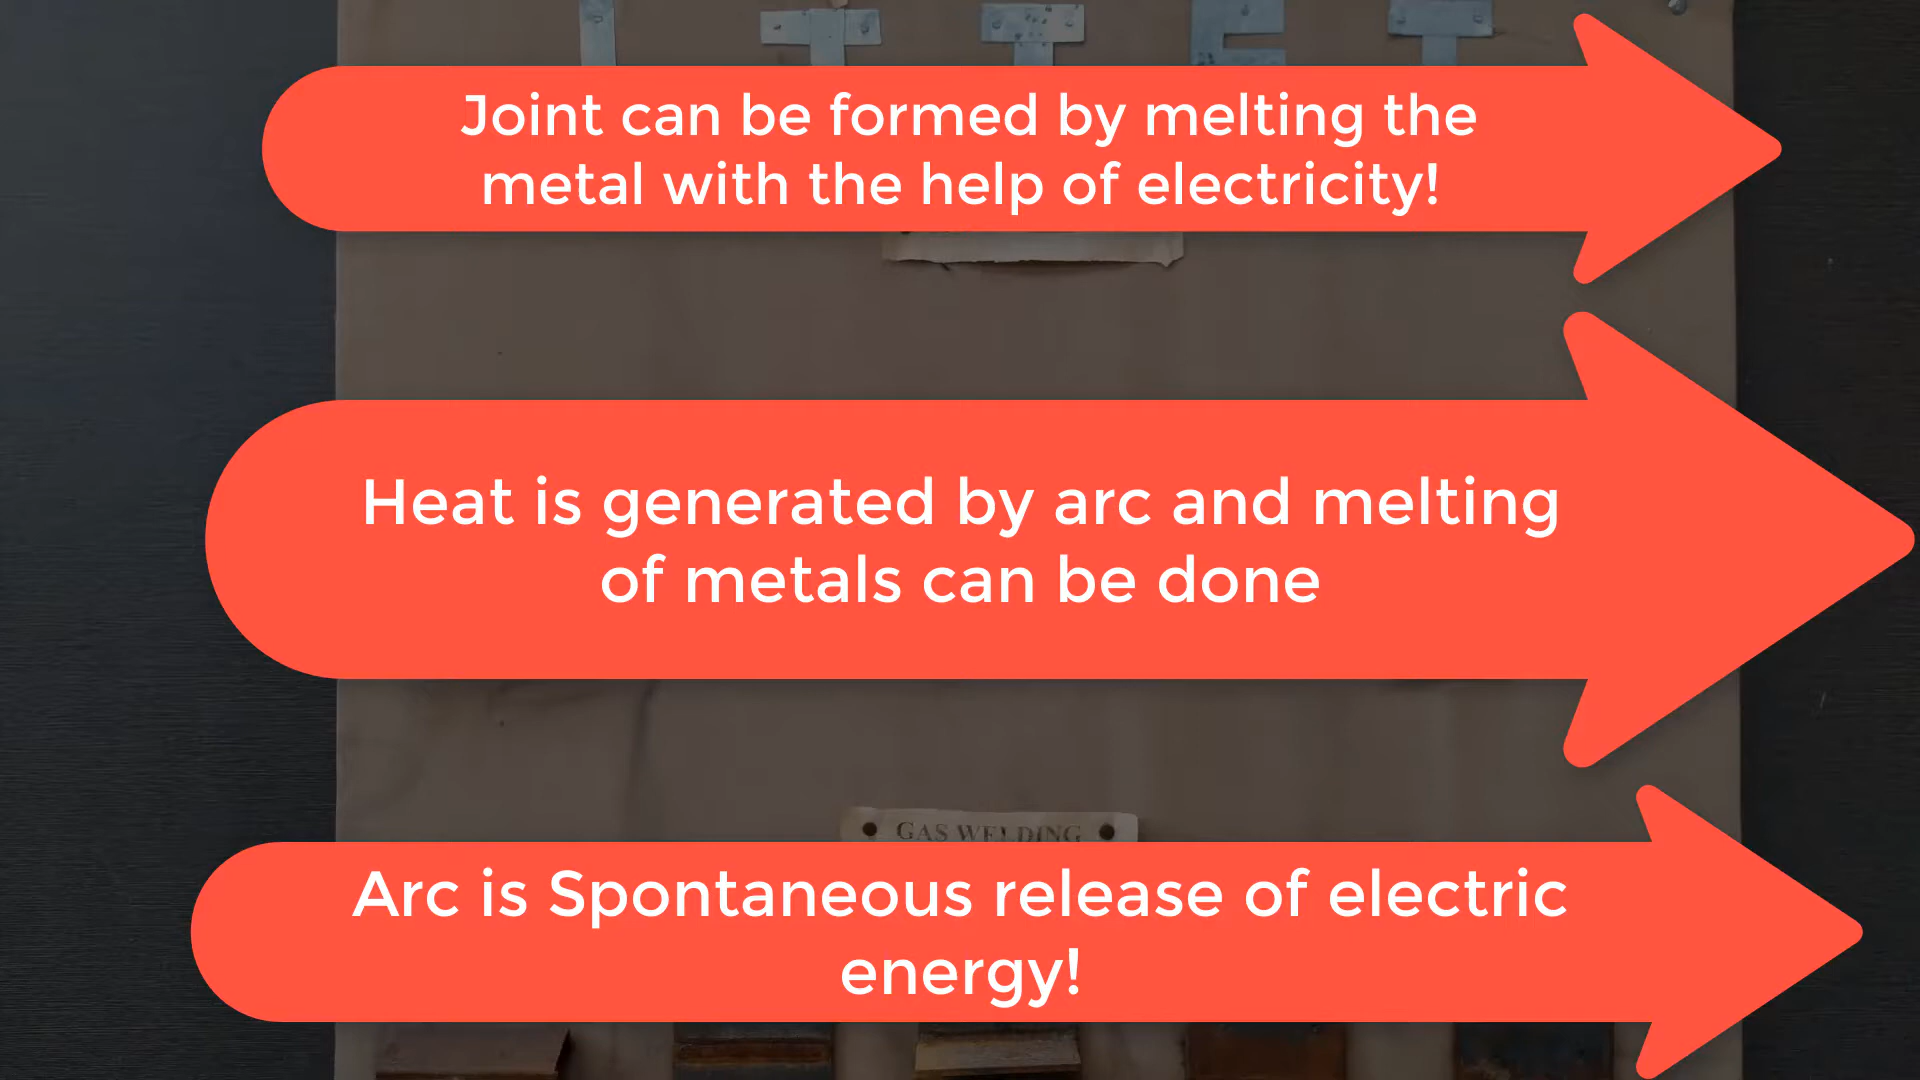 Joint can be formed by melting the
metal with the help of electricity!
Heat is generated by arc and melting
of metals can be done
GAS WELDING
Arc is Spontaneous release of electric
energy!